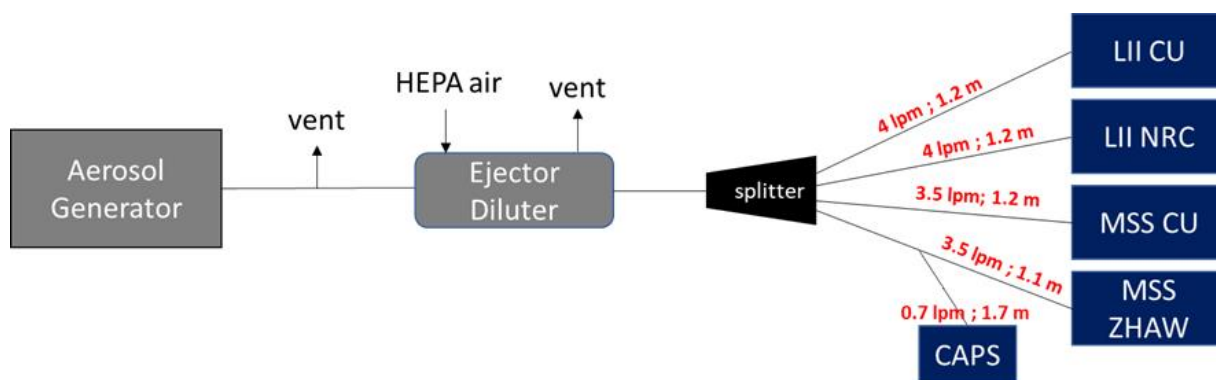 Aerosol
Generator
vent
HEPA air
vent
Ejector
Diluter
splitter
4 lpm ; 1.2 m
4 lpm ; 1.2 m
3.5 lpm; 1.2 m
3.5 lpm ; 1.1 m
0.7 lpm ; 1.7 m
LII CU
LII NRC
MSS CU
MSS
ZHAW
CAPS